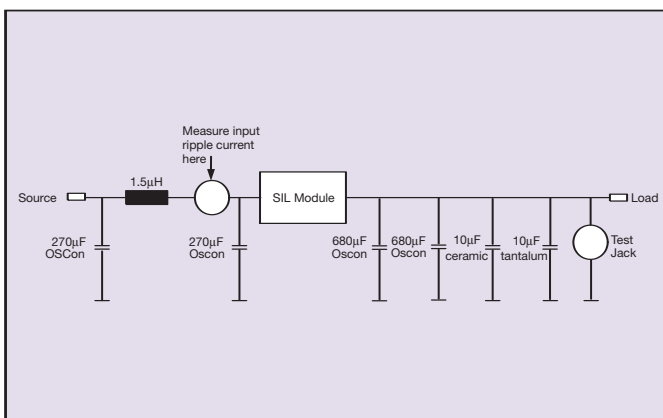 Measure input
ripple current
here
1.5µH
Source
SIL Module
Load
270µF
OSCon
270µF
Oscon
680µF
Oscon
680µF
Oscon
10µF
ceramic
10µF
tantalum
Test
Jack